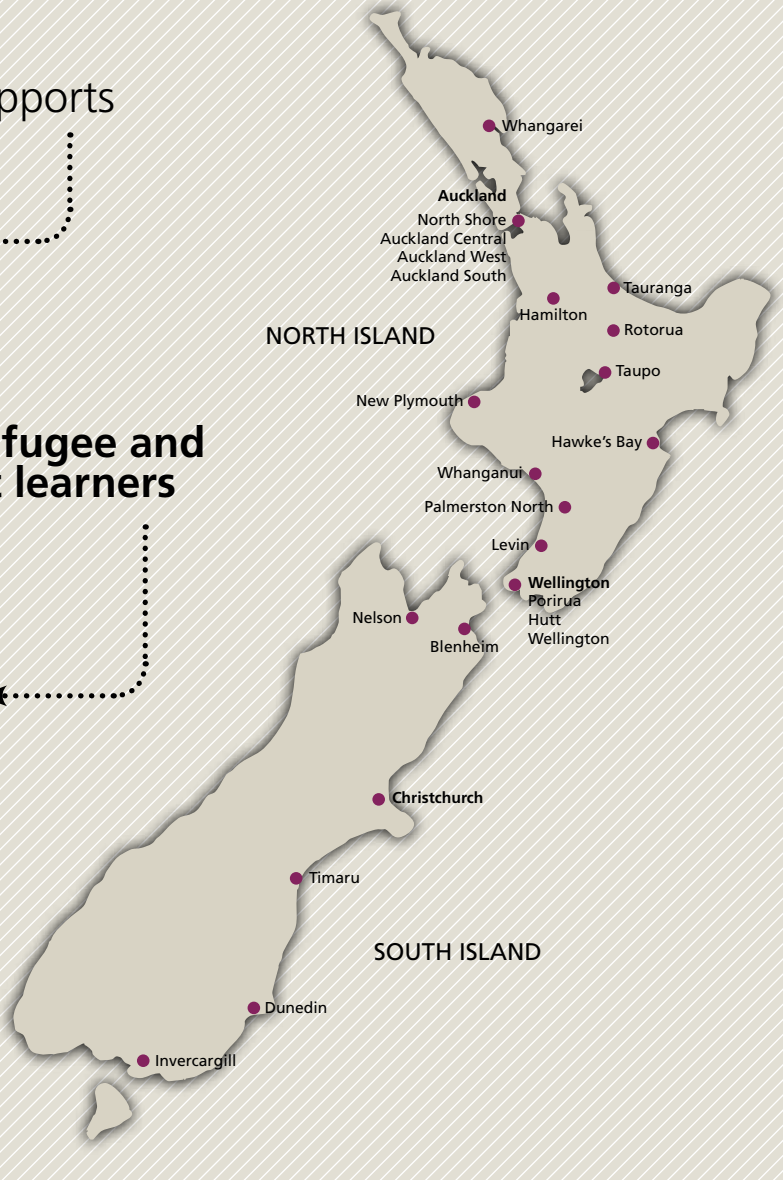 pports
Whangarei
Auckland
North Shore
Auckland Central
Auckland West
Auckland South
Tauranga
Hamilton
Rotorua
NORTH ISLAND
Taupo
New Plymouth
fugee and
learners
Hawke's Bay
Whanganui
Palmerston North
Levin
Wellington
Porirua
Hutt
Wellington
Nelson
Blenheim
Christchurch
Timaru
SOUTH ISLAND
Dunedin
Invercargill